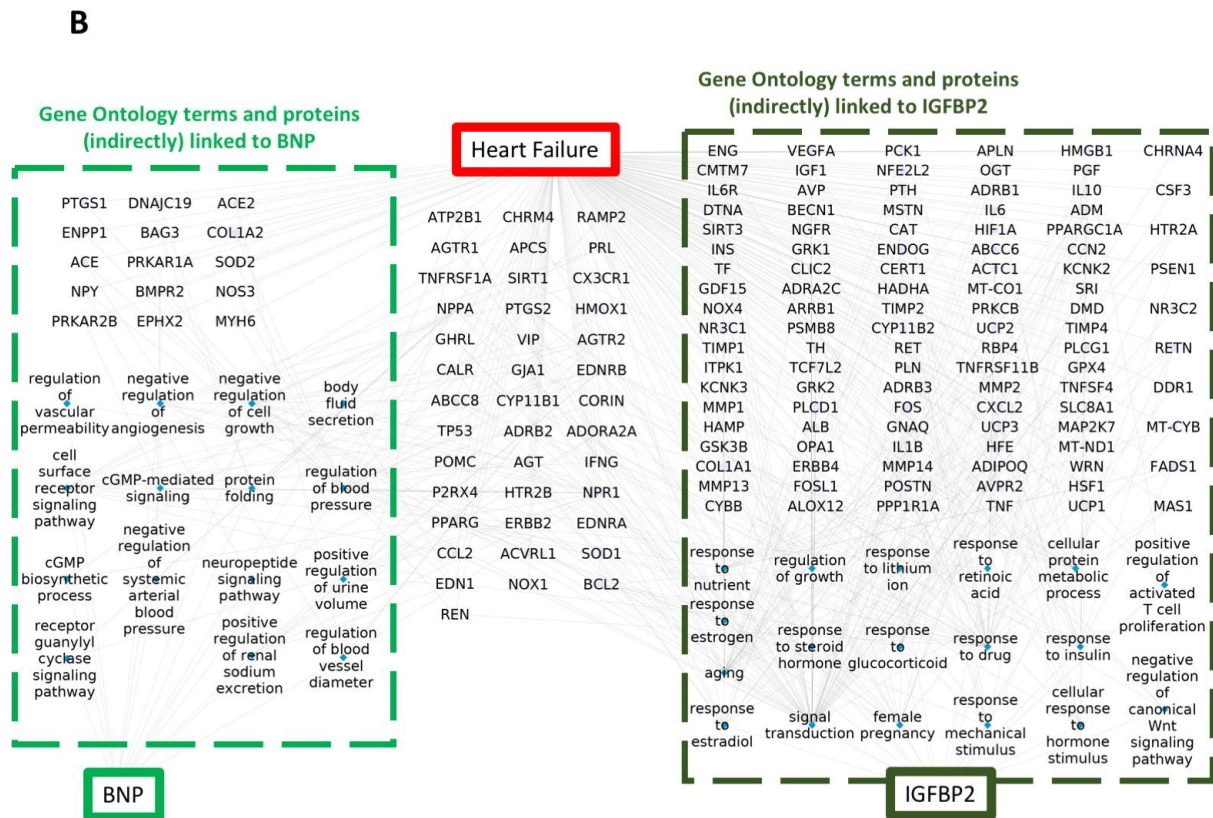 B
Gene Ontology terms and proteins
(indirectly) linked to BNP
PTGS1 DNAJC19 ACE2
ENPP1 BAG3 COL1A2
ACE PRKAR1A SOD2
NPY BMPR2 NOS3
PRKAR2B EPHX2 MYH6
regulation
of
vascular
permeability
negative
regulation
of
angiogenesis
negative
regulation
of cell
growth
body
fluid
secretion
cell
surface
receptor
signaling
pathway
cGMP-mediated
signaling
protein
folding
regulation
of blood
pressure
cGMP
biosynthetic
process
negative
regulation
of
systemic
arterial
blood
pressure
neuropeptide
signaling
pathway
positive
regulation
of urine
volume
receptor
guanylyl
cyclase
signaling
pathway
positive
regulation
of renal
sodium
excretion
regulation
of blood
vessel
diameter
BNP
Heart Failure
ATP2B1 CHRM4 RAMP2
AGTR1 APCS PRL
TNFRSF1A SIRT1 CX3CR1
NPPA PTGS2 HMOX1
GHRL VIP AGTR2
CALR GJA1 EDNRB
ABCC8 CYP11B1 CORIN
TP53 ADRB2 ADORA2A
POMC AGT IFNG
P2RX4 HTR2B NPR1
PPARG ERBB2 EDNRA
CCL2 ACVRL1 SOD1
EDN1 NOX1 BCL2
REN
Gene Ontology terms and proteins
(indirectly) linked to IGFBP2
ENG VEGFA PCK1 APLN HMGB1 CHRNA4
CMTM7 IGF1 NFE2L2 OGT PGF
IL6R AVP PTH ADRB1 IL10 CSF3
DTNA BECN1 MSTN IL6 ADM
SIRT3 NGFR CAT HIF1A PPARGC1A HTR2A
INS GRK1 ENDOG ABCC6 CCN2
TF CLIC2 CERT1 ACTC1 KCNK2 PSEN1
GDF15 ADRA2C HADHA MT-CO1 SRI
NOX4 ARRB1 TIMP2 PRKCB DMD NR3C2
NR3C1 PSMB8 CYP11B2 UCP2 TIMP4
TIMP1 TH RET RBP4 PLCG1 RETN
ITPK1 TCF7L2 PLN TNFRSF11B GPX4
KCNK3 GRK2 ADRB3 MMP2 TNFSF4 DDR1
MMP1 PLCD1 FOS CXCL2 SLC8A1
HAMP ALB GNAQ UCP3 MAP2K7 MT-CYB
GSK3B OPA1 IL1B HFE MT-ND1
COL1A1 ERBB4 MMP14 ADIPOQ WRN FADS1
MMP13 FOSL1 POSTN AVPR2 HSF1
CYBB ALOX12 PPP1R1A TNF UCP1 MAS1
response
to
nutrient
regulation
of growth
response
to lithium
ion
response
to
retinoic
acid
cellular
protein
metabolic
process
positive
regulation
of
activated
T cell
proliferation
response
to
estrogen
aging
response
to steroid
hormone
response
to
glucocorticoid
response
to drug
response
to insulin
negative
regulation
of
canonical
Wnt
signaling
pathway
response
to
estradiol
signal
transduction
female
pregnancy
response
to
mechanical
stimulus
cellular
response
to
hormone
stimulus
IGFBP2